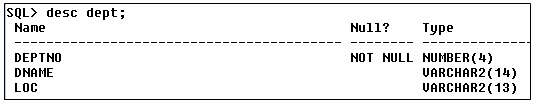 SQL> desc dept;
Name Null? Type
----------------------------------------- -------- ----------------
DEPTNO NOT NULL NUMBER(4)
DNAME VARCHAR2(14)
LOC VARCHAR2(13)